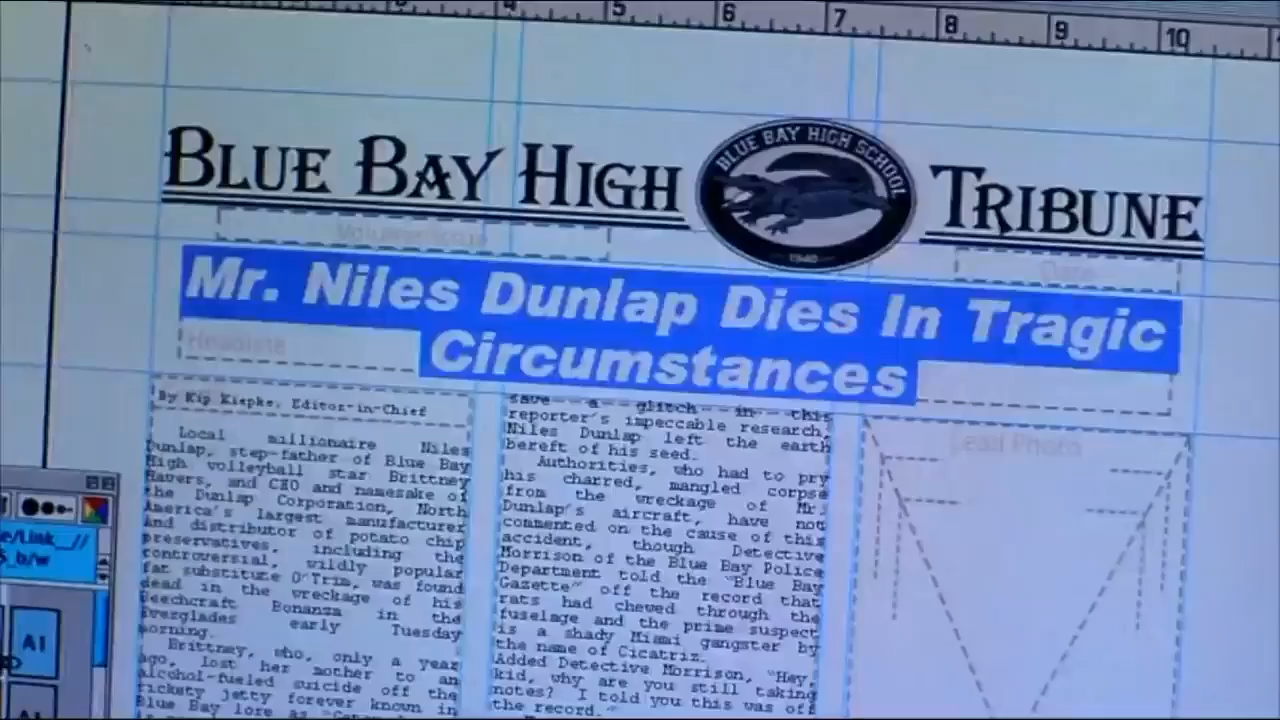 4 5 6 7 8 9 10
BLUE BAY HIGH
BLUE BAY HIGH SCHOOL
1940
TRIBUNE
Date
Mr. Niles Dunlap Dies In Tragic
Circumstances
Headline
By Kip Kiepke, Editor-in-Chief
Local millionaire Niles
Dunlap, step-father of Blue Bay
High volleyball star Brittney
Havers, and CEO and namesake of
the Dunlap Corporation, North
America's largest manufacturer
and distributor of potato chip
preservatives, including the
controversial, wildly popular
fat substitute O'Trim, was found
dead in the wreckage of his
Beechcraft Bonanza in the
Everglades early Tuesday
morning.
Brittney, who, only a year
ago, lost her mother to an
alcohol-fueled suicide off the
rickety jetty forever known in
Blue Bay lore as
save a glitch in this
reporter's impeccable research,
Niles Dunlap left the earth
bereft of his seed.
Authorities, who had to pry
his charred, mangled corpse
from the wreckage of Mr.
Dunlap's aircraft, have not
commented on the cause of this
accident, though Detective
Morrison of the Blue Bay Police
Department told the "Blue Bay
Gazette" off the record that
rats had chewed through the
fuselage and the prime suspect
is a shady Miami gangster by
the name of Cicatriz.
Added Detective Morrison, "Hey,
kid, why are you still taking
notes? I told you this was off
the record."
Lead Photo
e/Link_//
b/w
AI